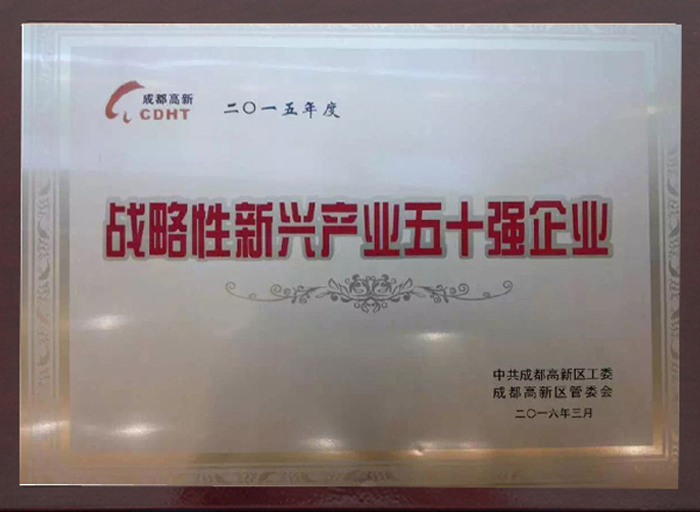 成都高新
CDHT
二〇一五年度
战略性新兴产业五十强企业
中共成都高新区工委
成都高新区管委会
二〇一六年三月